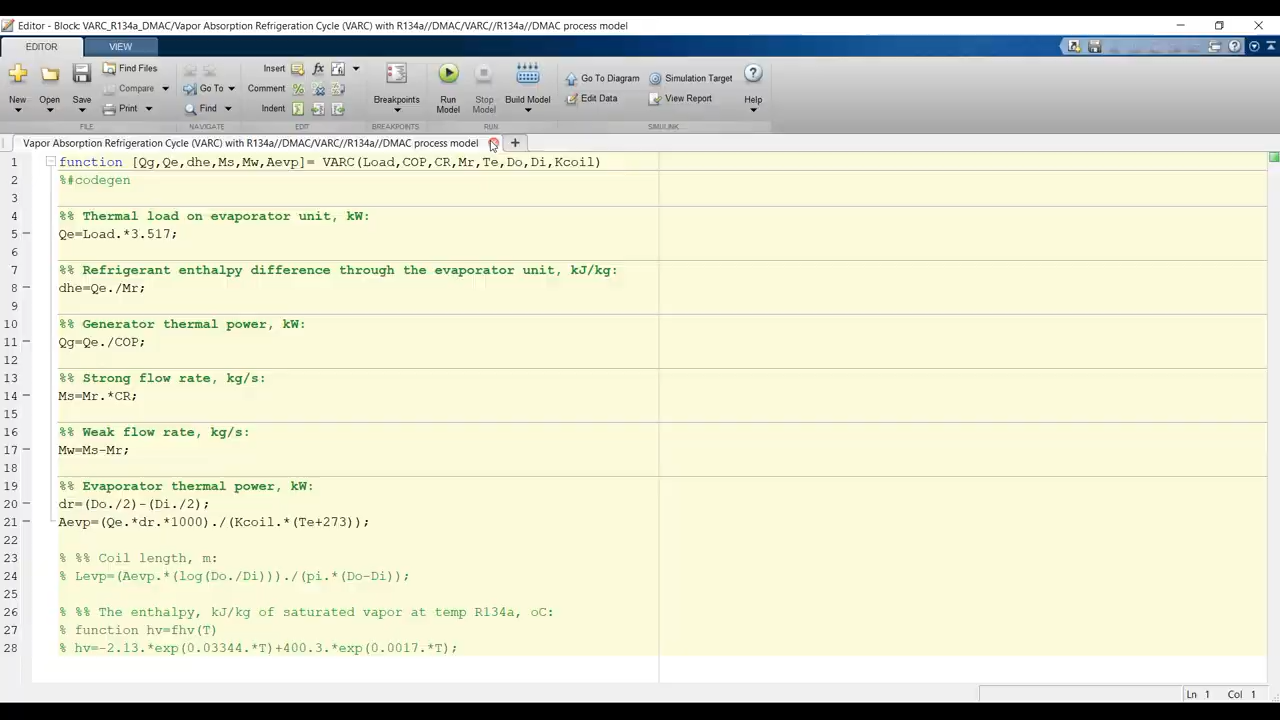 Editor - Block: VARC_R134a_DMAC/Vapor Absorption Refrigeration Cycle (VARC) with R134a//DMAC/VARC//R134a//DMAC process model
EDITOR VIEW
New Open Save Find Files Compare Print Go To Find Insert Comment Indent Breakpoints Run Model Stop Model Build Model Go To Diagram Edit Data Simulation Target View Report Help
FILE NAVIGATE EDIT BREAKPOINTS RUN SIMULINK
Vapor Absorption Refrigeration Cycle (VARC) with R134a//DMAC/VARC//R134a//DMAC process model
1 function [Qg,Qe,dhe,Ms,Mw,Aevp]= VARC(Load,COP,CR,Mr,Te,Do,Di,Kcoil)
2 %#codegen
3
4 %% Thermal load on evaporator unit, kW:
5 Qe=Load.*3.517;
6
7 %% Refrigerant enthalpy difference through the evaporator unit, kJ/kg:
8 dhe=Qe./Mr;
9
10 %% Generator thermal power, kW:
11 Qg=Qe./COP;
12
13 %% Strong flow rate, kg/s:
14 Ms=Mr.*CR;
15
16 %% Weak flow rate, kg/s:
17 Mw=Ms-Mr;
18
19 %% Evaporator thermal power, kW:
20 dr=(Do./2)-(Di./2);
21 Aevp=(Qe.*dr.*1000)./(Kcoil.*(Te+273));
22
23 % %% Coil length, m:
24 % Levp=(Aevp.*(log(Do./Di)))./(pi.*(Do-Di));
25
26 % %% The enthalpy, kJ/kg of saturated vapor at temp R134a, oC:
27 % function hv=fhv(T)
28 % hv=-2.13.*exp(0.03344.*T)+400.3.*exp(0.0017.*T);
Ln 1 Col 1